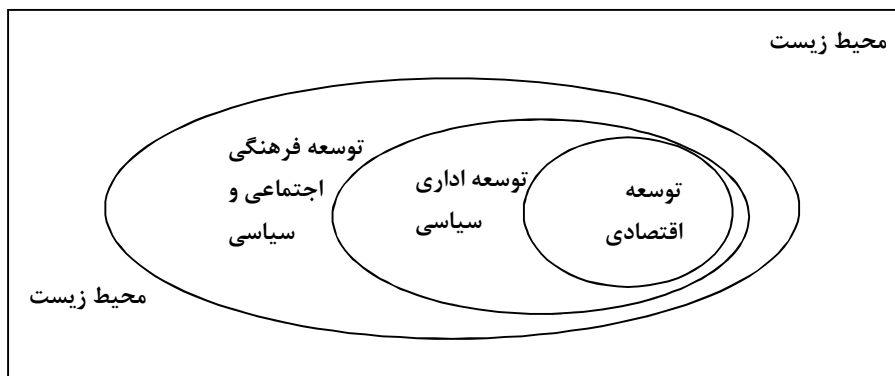 محیط زیست
توسعه فرهنگی
اجتماعی و
سیاسی
توسعه اداری
سیاسی
توسعه
اقتصادی
محیط زیست